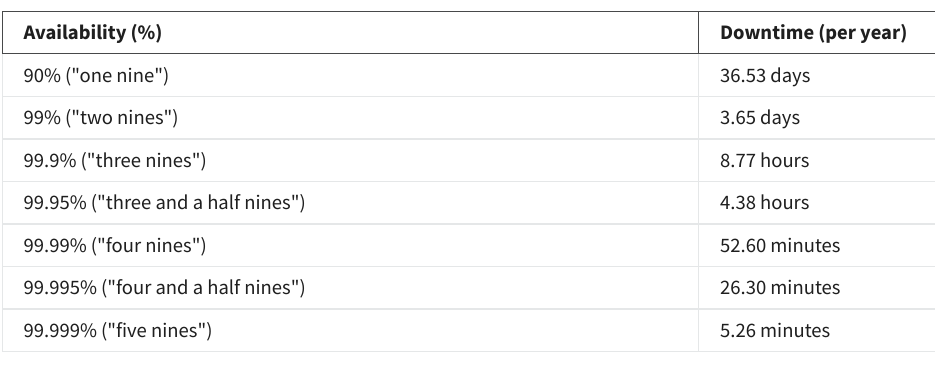 Availability (%) Downtime (per year)
90% ("one nine") 36.53 days
99% ("two nines") 3.65 days
99.9% ("three nines") 8.77 hours
99.95% ("three and a half nines") 4.38 hours
99.99% ("four nines") 52.60 minutes
99.995% ("four and a half nines") 26.30 minutes
99.999% ("five nines") 5.26 minutes